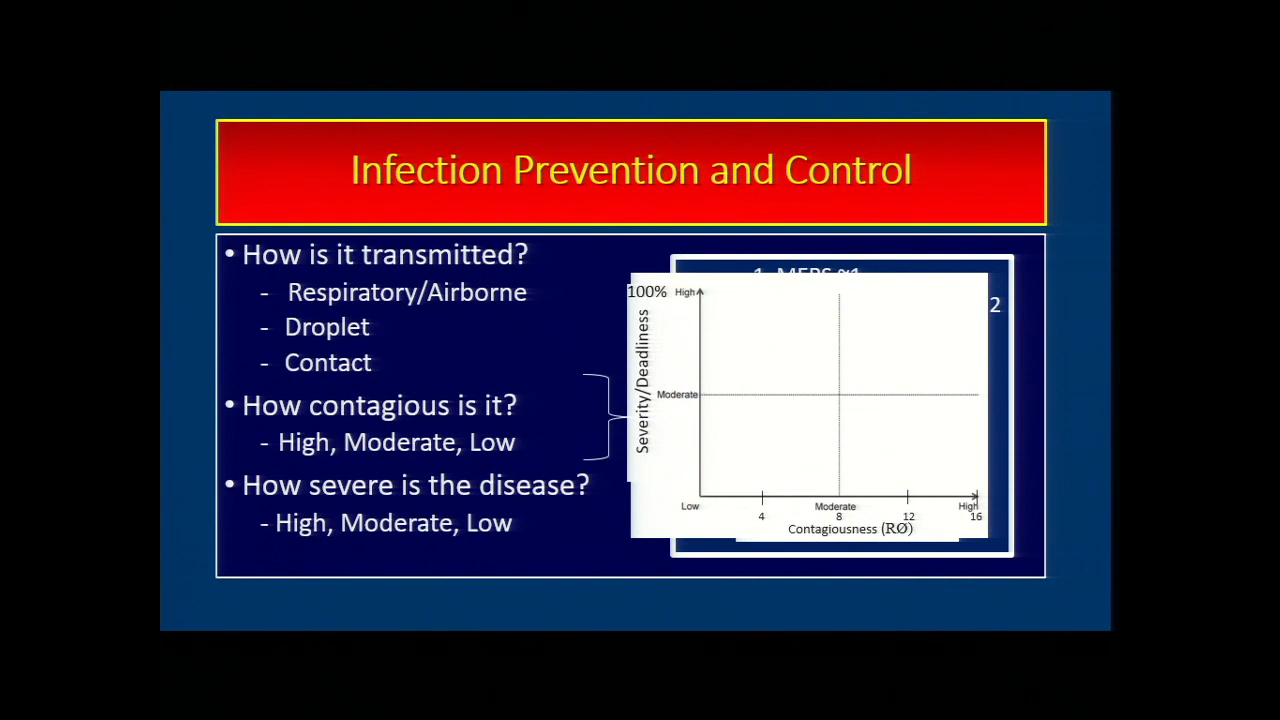 Infection Prevention and Control
• How is it transmitted?
- Respiratory/Airborne
- Droplet
- Contact
• How contagious is it?
- High, Moderate, Low
• How severe is the disease?
- High, Moderate, Low
1. MERS ≈1
2
100%
High
Severity/Deadliness
Moderate
Low
Moderate
High
4
8
12
16
Contagiousness (RØ)